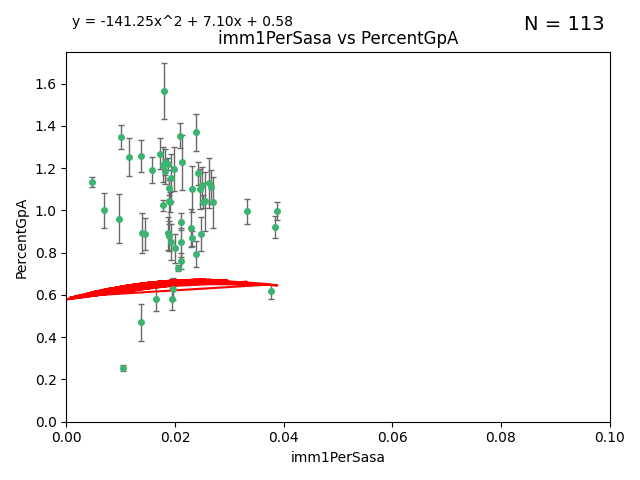 y = -141.25x^2 + 7.10x + 0.58
N = 113
imm1PerSasa vs PercentGpA
PercentGpA
1.6
1.4
1.2
1.0
0.8
0.6
0.4
0.2
0.0
0.00 0.02 0.04 0.06 0.08 0.10
imm1PerSasa